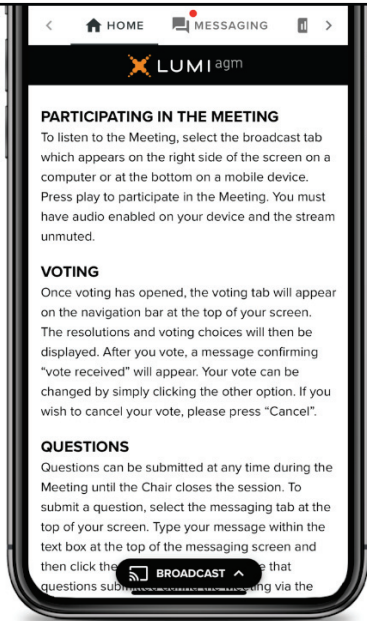 HOME MESSAGING
LUMI agm
PARTICIPATING IN THE MEETING
To listen to the Meeting, select the broadcast tab
which appears on the right side of the screen on a
computer or at the bottom on a mobile device.
Press play to participate in the Meeting. You must
have audio enabled on your device and the stream
unmuted.
VOTING
Once voting has opened, the voting tab will appear
on the navigation bar at the top of your screen.
The resolutions and voting choices will then be
displayed. After you vote, a message confirming
“vote received” will appear. Your vote can be
changed by simply clicking the other option. If you
wish to cancel your vote, please press “Cancel”.
QUESTIONS
Questions can be submitted at any time during the
Meeting until the Chair closes the session. To
submit a question, select the messaging tab at the
top of your screen. Type your message within the
text box at the top of the messaging screen and
then click the BROADCAST that
questions submitted during the meeting via the